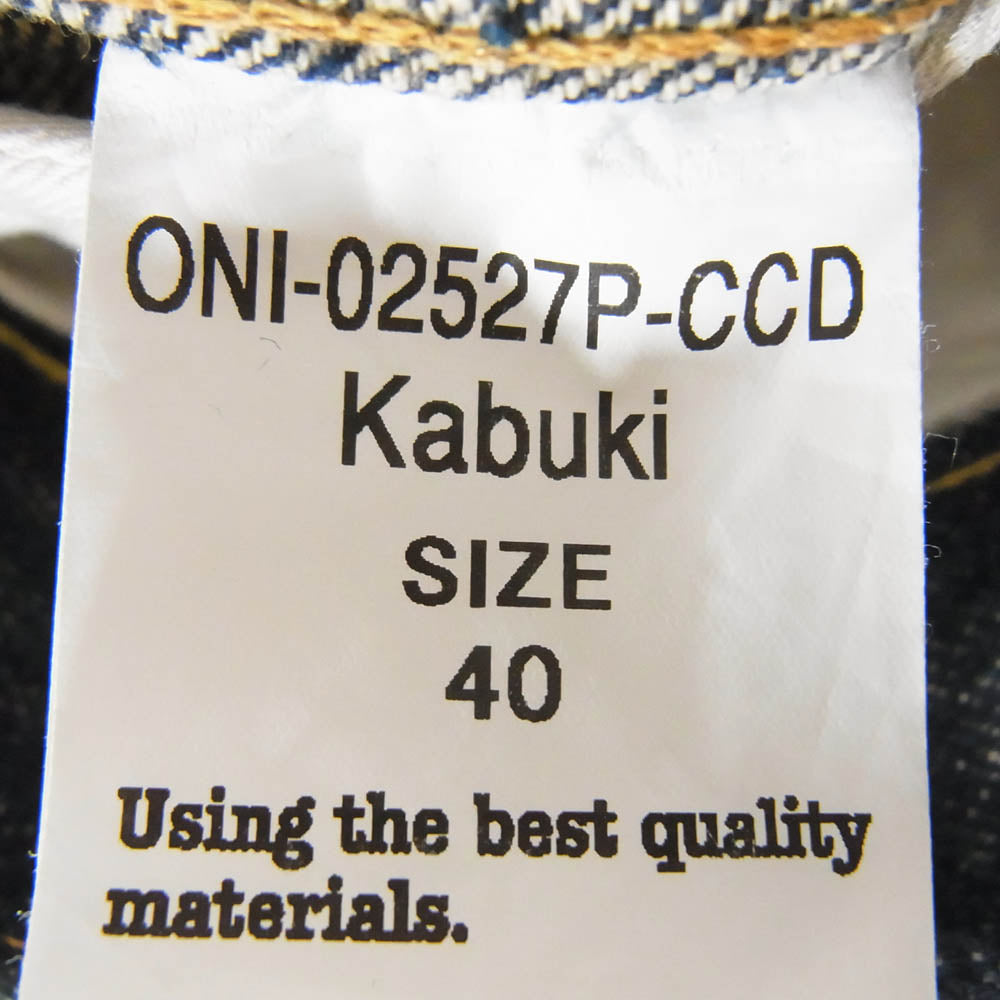 ONI-02527P-CCD
Kabuki
SIZE
40
Using the best quality
materials.